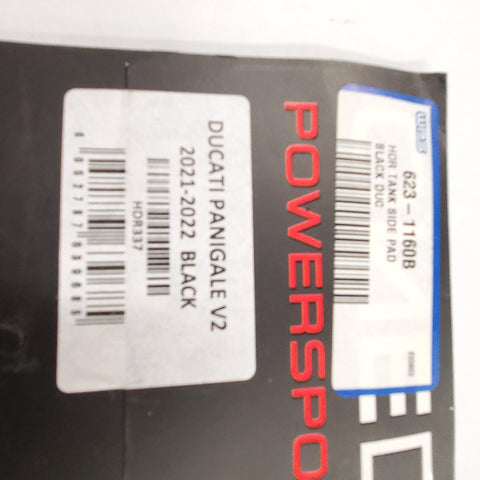 623-1160B
HDR TANK SIDE PAD
BLACK DUC
POWERSPO
DUCATI PANIGALE V2
2021-2022 BLACK
HDR337